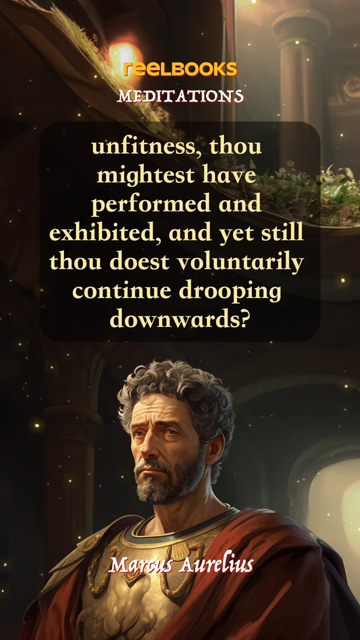 reelbooks
MEDITATIONS
unfitness, thou
mightest have
performed and
exhibited, and yet still
thou doest voluntarily
continue drooping
downwards?
Marcus Aurelius